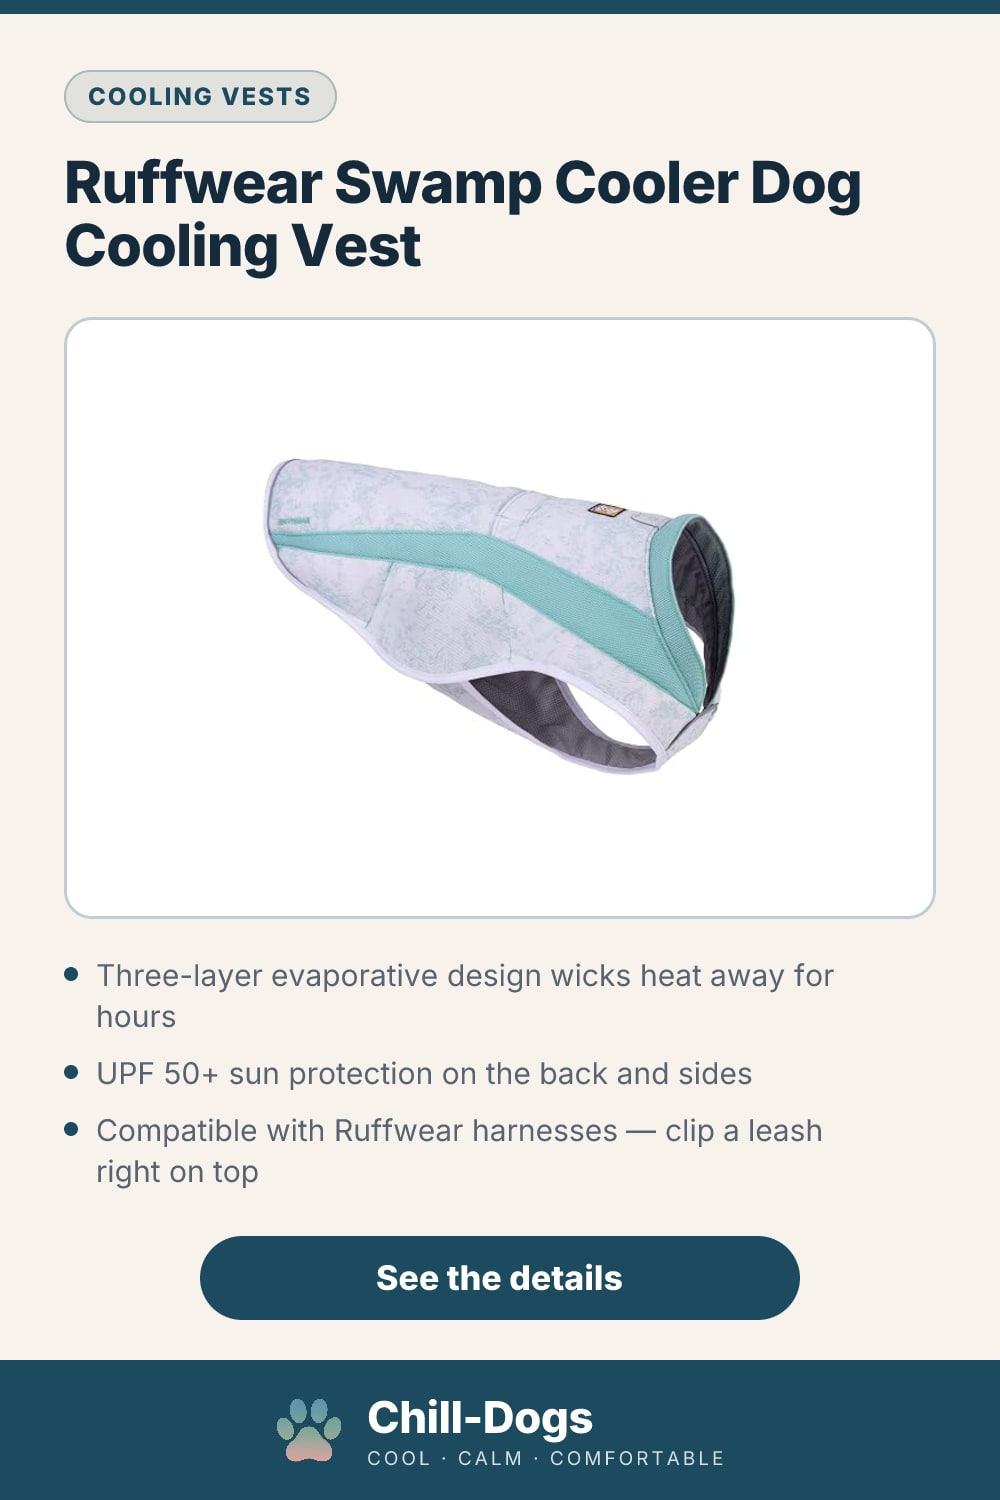 COOLING VESTS
Ruffwear Swamp Cooler Dog
Cooling Vest
Three-layer evaporative design wicks heat away for
hours
UPF 50+ sun protection on the back and sides
Compatible with Ruffwear harnesses — clip a leash
right on top
See the details
Chill-Dogs
COOL · CALM · COMFORTABLE